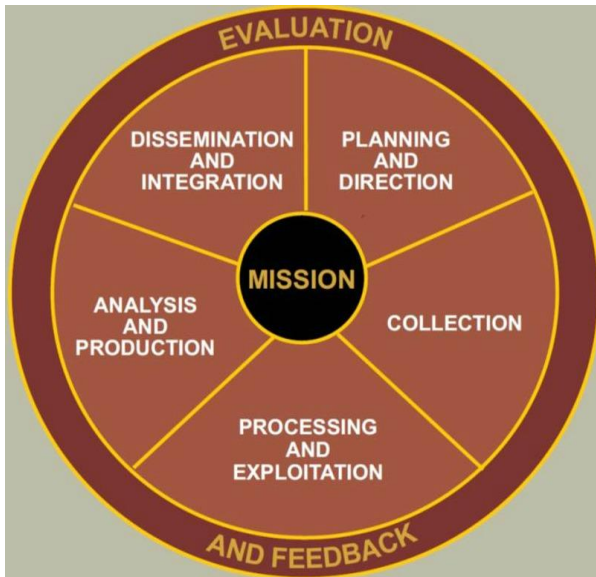 EVALUATION
DISSEMINATION
AND
INTEGRATION
PLANNING
AND
DIRECTION
MISSION
ANALYSIS
AND
PRODUCTION
COLLECTION
PROCESSING
AND
EXPLOITATION
AND FEEDBACK